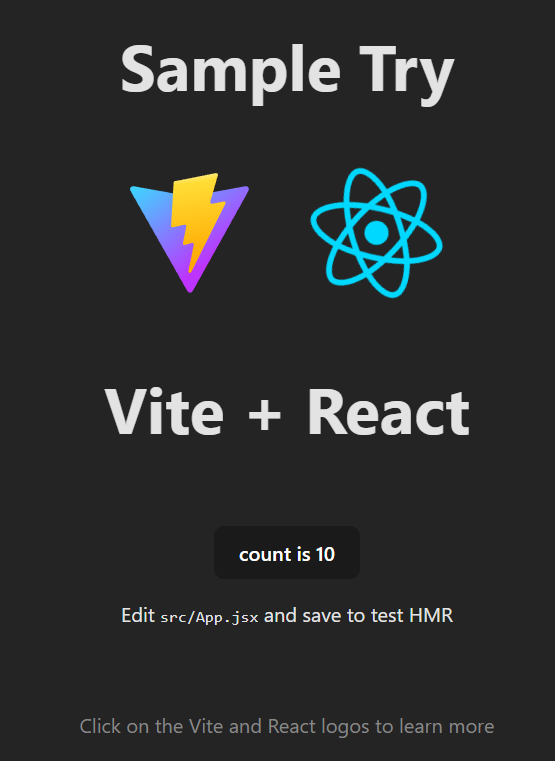 Sample Try
Vite + React
count is 10
Edit src/App.jsx and save to test HMR
Click on the Vite and React logos to learn more